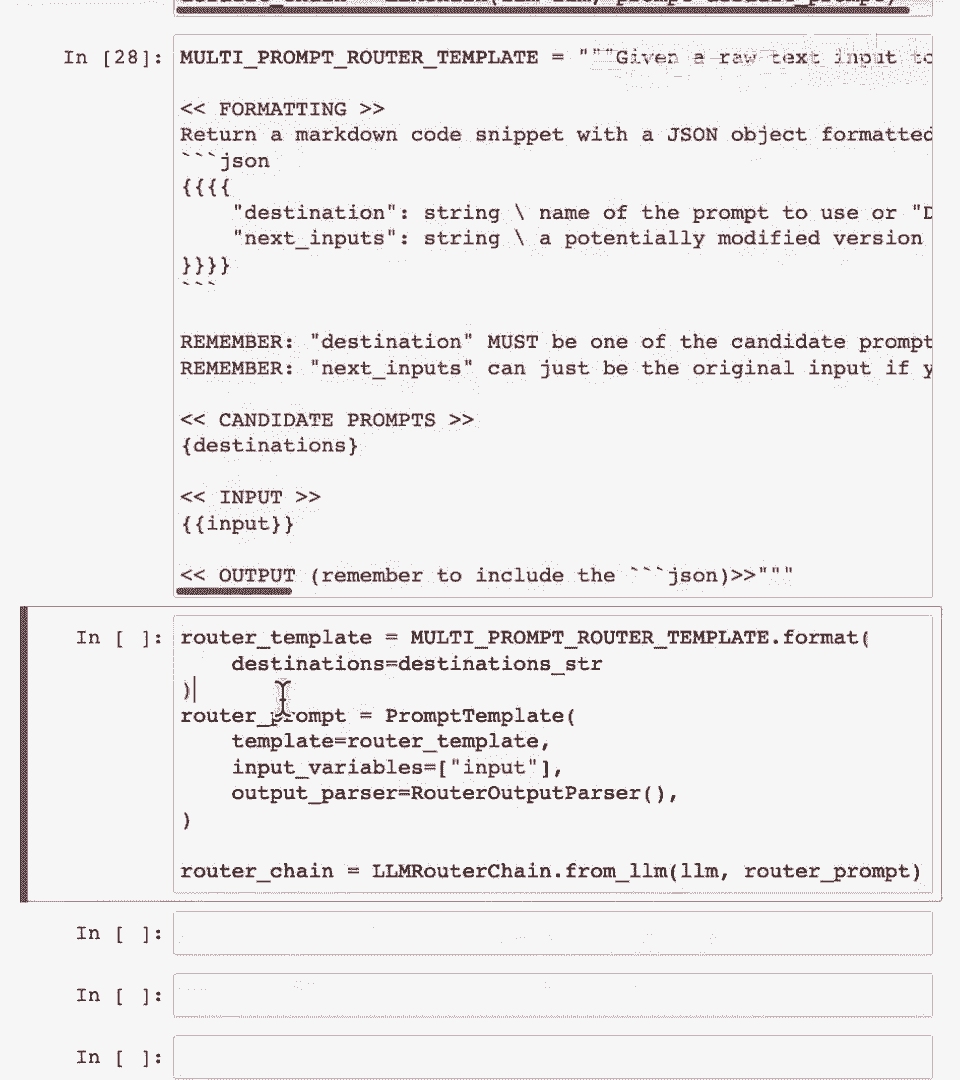 In [28]: MULTI_PROMPT_ROUTER_TEMPLATE = """Given a raw text input to
<< FORMATTING >>
Return a markdown code snippet with a JSON object formatted
```json
{{{{
    "destination": string \ name of the prompt to use or "D
    "next_inputs": string \ a potentially modified version
}}}}
```
REMEMBER: "destination" MUST be one of the candidate prompt
REMEMBER: "next_inputs" can just be the original input if y
<< CANDIDATE PROMPTS >>
{destinations}
<< INPUT >>
{{input}}
<< OUTPUT (remember to include the ```json)>>"""
In [ ]: router_template = MULTI_PROMPT_ROUTER_TEMPLATE.format(
    destinations=destinations_str
)
router_prompt = PromptTemplate(
    template=router_template,
    input_variables=["input"],
    output_parser=RouterOutputParser(),
)
router_chain = LLMRouterChain.from_llm(llm, router_prompt)
In [ ]:
In [ ]:
In [ ]: